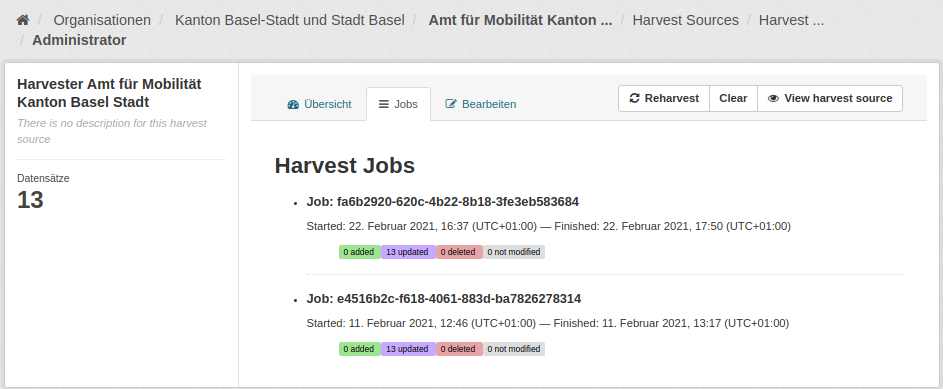 / Organisationen / Kanton Basel-Stadt und Stadt Basel / Amt für Mobilität Kanton ... / Harvest Sources / Harvest ...
/ Administrator
Harvester Amt für Mobilität
Kanton Basel Stadt
There is no description for this harvest
source
Datensätze
13
Übersicht Jobs Bearbeiten Reharvest Clear View harvest source
Harvest Jobs
• Job: fa6b2920-620c-4b22-8b18-3fe3eb583684
Started: 22. Februar 2021, 16:37 (UTC+01:00) — Finished: 22. Februar 2021, 17:50 (UTC+01:00)
0 added 13 updated 0 deleted 0 not modified
• Job: e4516b2c-f618-4061-883d-ba7826278314
Started: 11. Februar 2021, 12:46 (UTC+01:00) — Finished: 11. Februar 2021, 13:17 (UTC+01:00)
0 added 13 updated 0 deleted 0 not modified